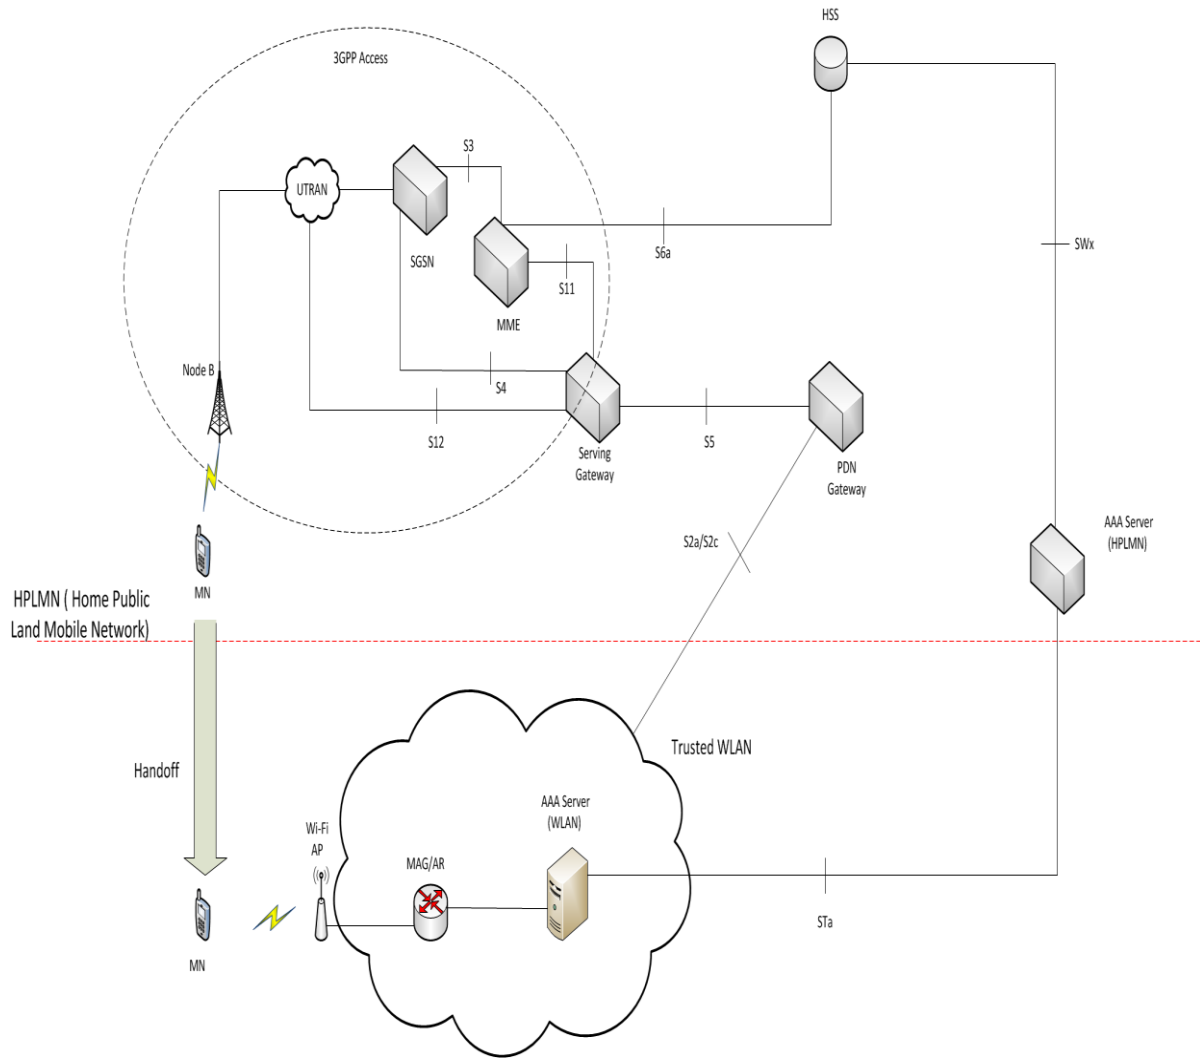 HSS
3GPP Access
S3
UTRAN
SGSN
S6a
SWx
S11
MME
Node B
S4
S12
S5
Serving
Gateway
PDN
Gateway
S2a/S2c
AAA Server
(HPLMN)
MN
HPLMN ( Home Public
Land Mobile Network)
Trusted WLAN
Handoff
AAA Server
(WLAN)
Wi-Fi
AP
MAG/AR
STa
MN